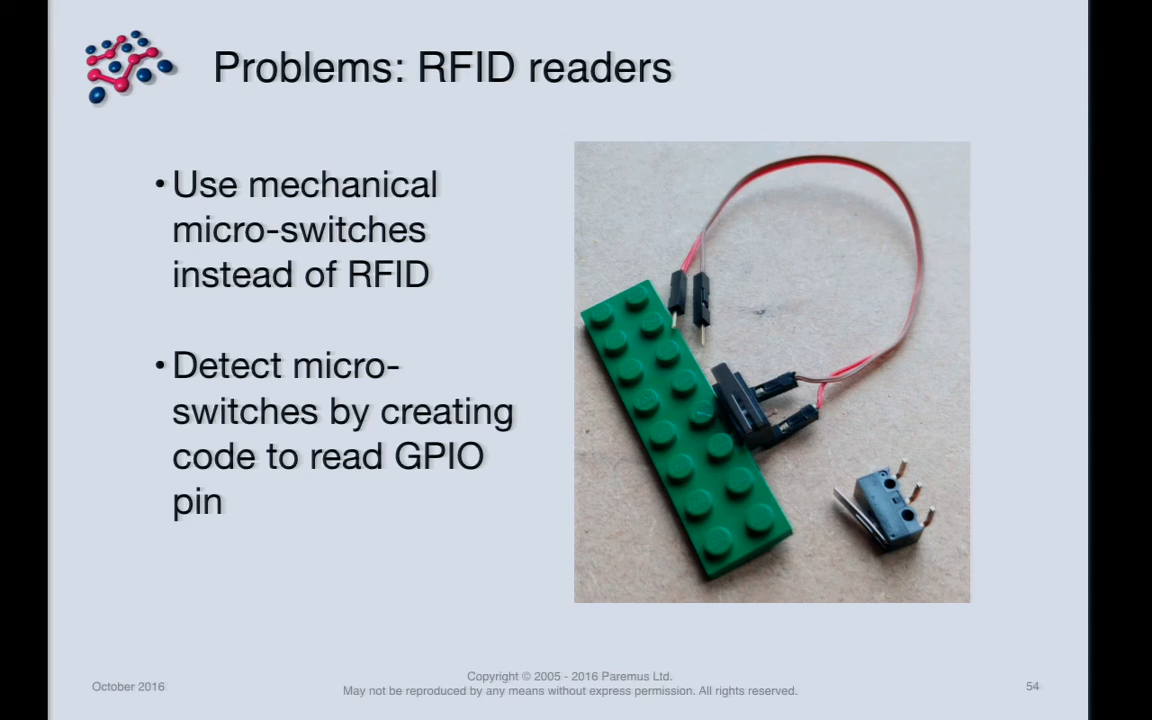 Problems: RFID readers
• Use mechanical
micro-switches
instead of RFID
• Detect micro-
switches by creating
code to read GPIO
pin
October 2016
Copyright © 2005 - 2016 Paremus Ltd.
May not be reproduced by any means without express permission. All rights reserved.
54